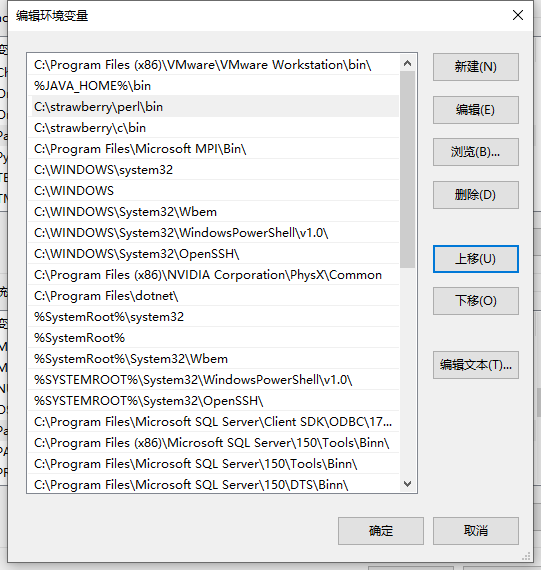 编辑环境变量
C:\Program Files (x86)\VMware\VMware Workstation\bin\
%JAVA_HOME%\bin
C:\strawberry\perl\bin
C:\strawberry\c\bin
C:\Program Files\Microsoft MPI\Bin\
C:\WINDOWS\system32
C:\WINDOWS
C:\WINDOWS\System32\Wbem
C:\WINDOWS\System32\WindowsPowerShell\v1.0\
C:\WINDOWS\System32\OpenSSH\
C:\Program Files (x86)\NVIDIA Corporation\PhysX\Common
C:\Program Files\dotnet\
%SystemRoot%\system32
%SystemRoot%
%SystemRoot%\System32\Wbem
%SYSTEMROOT%\System32\WindowsPowerShell\v1.0\
%SYSTEMROOT%\System32\OpenSSH\
C:\Program Files\Microsoft SQL Server\Client SDK\ODBC\17...
C:\Program Files (x86)\Microsoft SQL Server\150\Tools\Binn\
C:\Program Files\Microsoft SQL Server\150\Tools\Binn\
C:\Program Files\Microsoft SQL Server\150\DTS\Binn\
新建(N)
编辑(E)
浏览(B)...
删除(D)
上移(U)
下移(O)
编辑文本(T)...
确定
取消